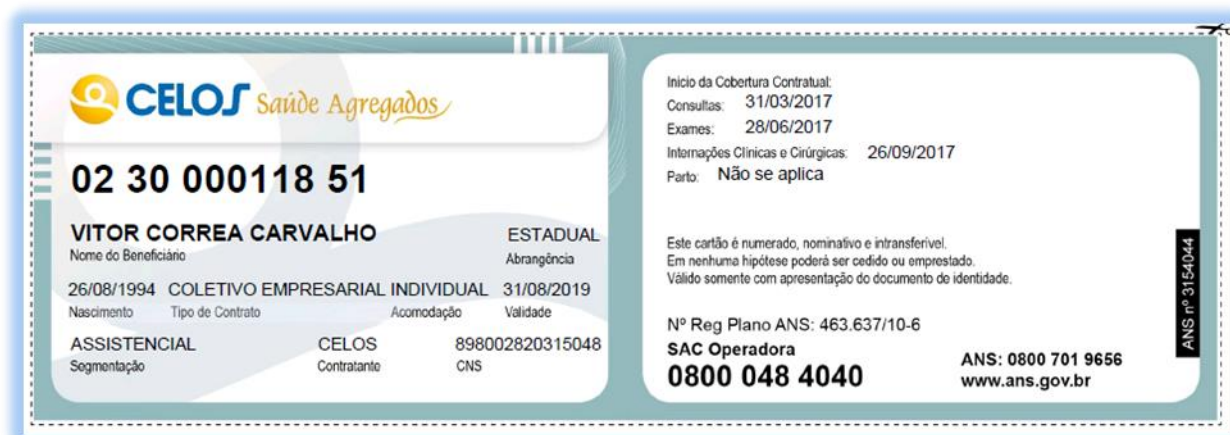 CELOS Saúde Agregados
02 30 000118 51
VITOR CORREA CARVALHO
Nome do Beneficiário
ESTADUAL
Abrangência
26/08/1994 COLETIVO EMPRESARIAL INDIVIDUAL 31/08/2019
Nascimento Tipo de Contrato Acomodação Validade
ASSISTENCIAL CELOS 898002820315048
Segmentação Contratante CNS
Inicio da Cobertura Contratual:
Consultas: 31/03/2017
Exames: 28/06/2017
Internações Clínicas e Cirúrgicas: 26/09/2017
Parto: Não se aplica
Este cartão é numerado, nominativo e intransferível.
Em nenhuma hipótese poderá ser cedido ou emprestado.
Válido somente com apresentação do documento de identidade.
Nº Reg Plano ANS: 463.637/10-6
SAC Operadora
0800 048 4040
ANS: 0800 701 9656
www.ans.gov.br
ANS nº 3154044